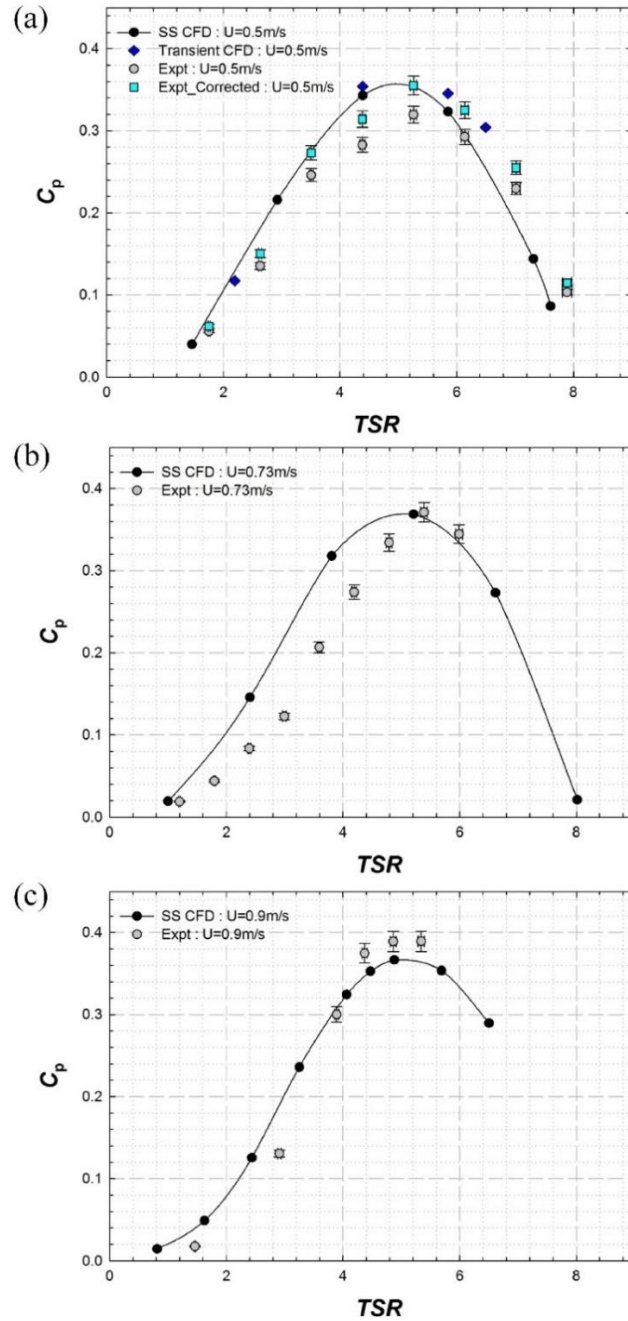 (a)
SS CFD : U=0.5m/s
Transient CFD : U=0.5m/s
Expt : U=0.5m/s
Expt_Corrected : U=0.5m/s
0.4
0.3
0.2
0.1
0.0
Cp
0 2 4 6 8
TSR
(b)
SS CFD : U=0.73m/s
Expt : U=0.73m/s
0.4
0.3
0.2
0.1
0.0
Cp
0 2 4 6 8
TSR
(c)
SS CFD : U=0.9m/s
Expt : U=0.9m/s
0.4
0.3
0.2
0.1
0.0
Cp
0 2 4 6 8
TSR